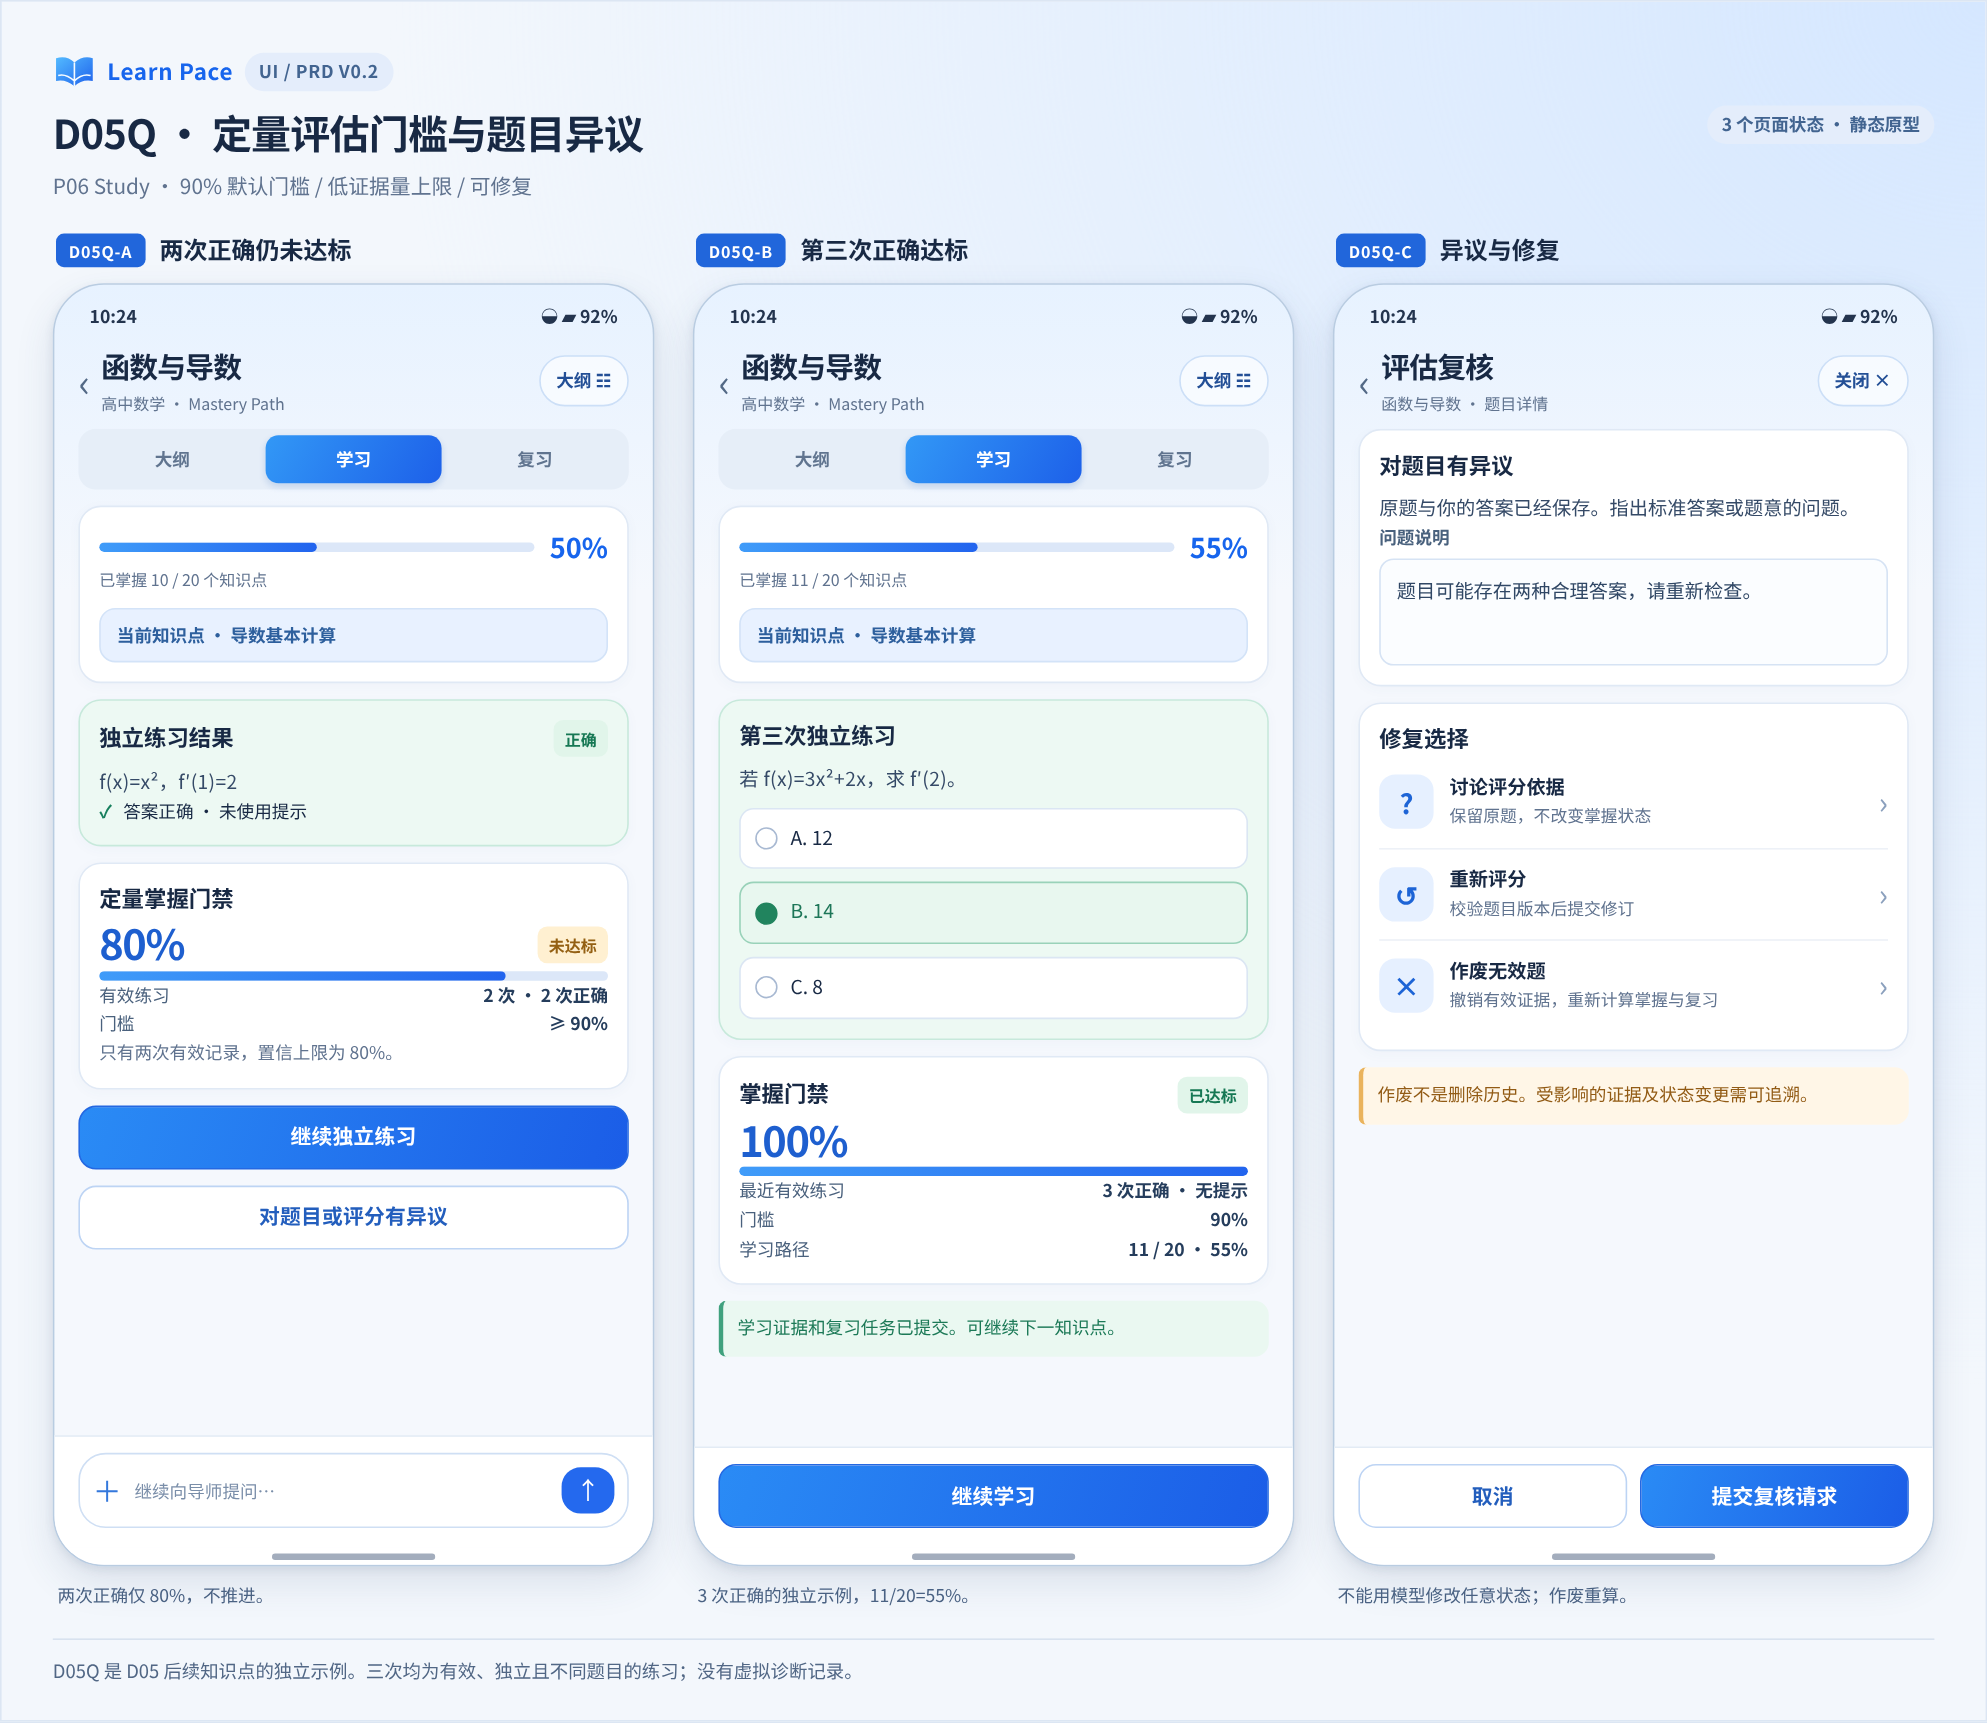 Learn Pace
UI / PRD V0.2
D05Q · 定量评估门槛与题目异议
3 个页面状态 · 静态原型
P06 Study · 90% 默认门槛 / 低证据量上限 / 可修复
D05Q-A 两次正确仍未达标
10:24
92%
函数与导数
高中数学 · Mastery Path
大纲
大纲
学习
复习
50%
已掌握 10 / 20 个知识点
当前知识点 · 导数基本计算
独立练习结果
正确
f(x)=x²，f′(1)=2
✓ 答案正确 · 未使用提示
定量掌握门禁
80%
未达标
有效练习
2 次 · 2 次正确
门槛
≥ 90%
只有两次有效记录，置信上限为 80%。
继续独立练习
对题目或评分有异议
继续向导师提问…
两次正确仅 80%，不推进。
D05Q-B 第三次正确达标
10:24
92%
函数与导数
高中数学 · Mastery Path
大纲
大纲
学习
复习
55%
已掌握 11 / 20 个知识点
当前知识点 · 导数基本计算
第三次独立练习
若 f(x)=3x²+2x，求 f′(2)。
A. 12
B. 14
C. 8
掌握门禁
已达标
100%
最近有效练习
3 次正确 · 无提示
门槛
90%
学习路径
11 / 20 · 55%
学习证据和复习任务已提交。可继续下一知识点。
继续学习
3 次正确的独立示例，11/20=55%。
D05Q-C 异议与修复
10:24
92%
评估复核
函数与导数 · 题目详情
关闭 ×
对题目有异议
原题与你的答案已经保存。指出标准答案或题意的问题。
问题说明
题目可能存在两种合理答案，请重新检查。
修复选择
?
讨论评分依据
保留原题，不改变掌握状态
重新评分
校验题目版本后提交修订
作废无效题
撤销有效证据，重新计算掌握与复习
作废不是删除历史。受影响的证据及状态变更需可追溯。
取消
提交复核请求
不能用模型修改任意状态；作废重算。
D05Q 是 D05 后续知识点的独立示例。三次均为有效、独立且不同题目的练习；没有虚拟诊断记录。